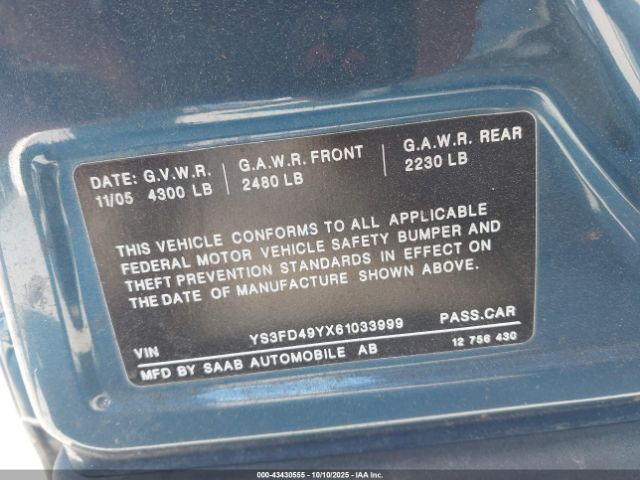 DATE: G.V.W.R. G.A.W.R. FRONT G.A.W.R. REAR
11/05 4300 LB 2480 LB 2230 LB
THIS VEHICLE CONFORMS TO ALL APPLICABLE
FEDERAL MOTOR VEHICLE SAFETY BUMPER AND
THEFT PREVENTION STANDARDS IN EFFECT ON
THE DATE OF MANUFACTURE SHOWN ABOVE.
VIN YS3FD49YX61033999 PASS.CAR
MFD BY SAAB AUTOMOBILE AB 12 756 430
000-43430555 - 10/10/2025 - IAA Inc.